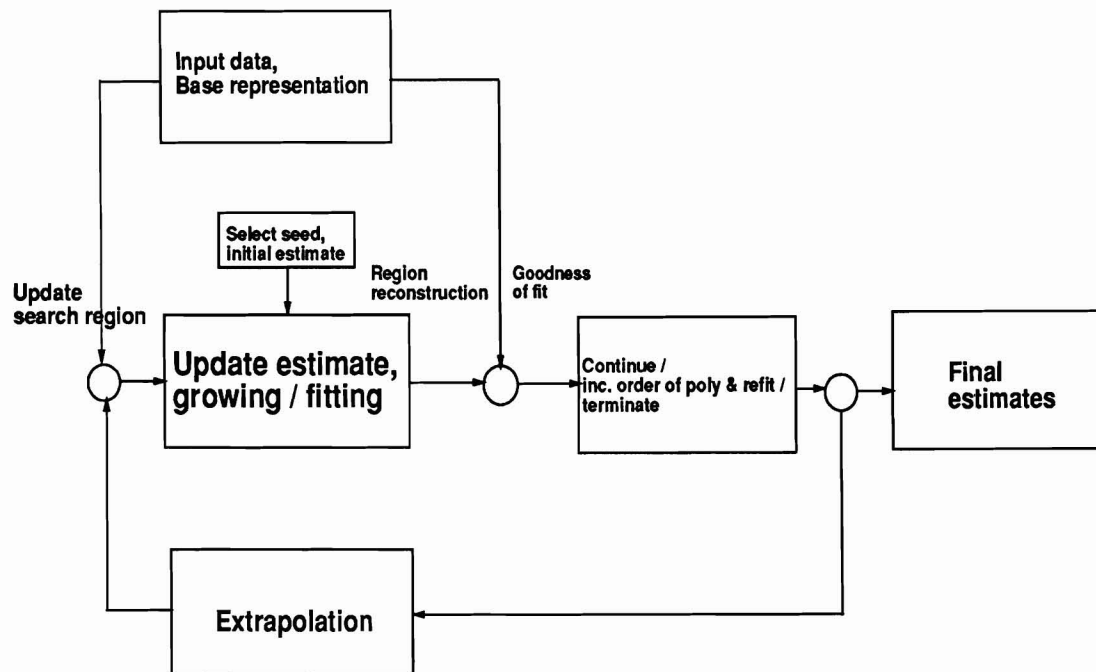 Input data,
Base representation
Select seed,
initial estimate
Region
reconstruction
Goodness
of fit
Update
search region
Update estimate,
growing / fitting
Continue /
inc. order of poly & refit /
terminate
Final
estimates
Extrapolation